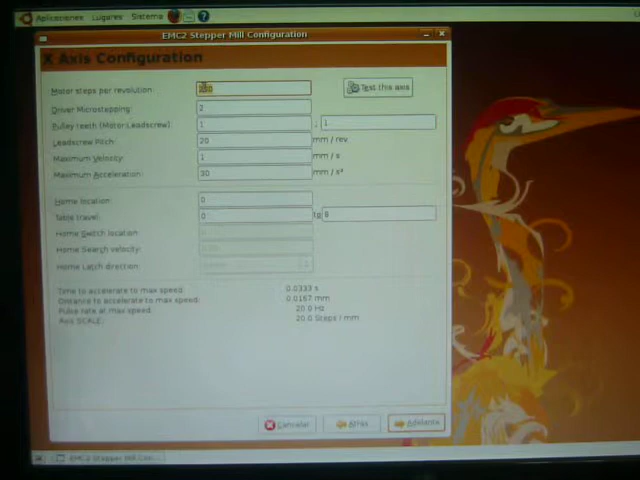 Aplicaciones Lugares Sistema
EMC2 Stepper Mill Configuration
X Axis Configuration
Motor steps per revolution:
Test this axis
Driver Microstepping: 2
Pulley teeth (Motor:Leadscrew): 1 : 1
Leadscrew Pitch: 20 mm / rev
Maximum Velocity: 1 mm / s
Maximum Acceleration: 30 mm / s²
Home location: 0
Table travel: 0 to 8
Home Switch location:
Home Search velocity:
Home Latch direction:
Time to accelerate to max speed: 0.0333 s
Distance to accelerate to max speed: 0.0167 mm
Pulse rate at max speed: 20.0 Hz
Axis SCALE: 20.0 Steps / mm
Cancelar Atrás Adelante
EMC2 Stepper Mill Con...